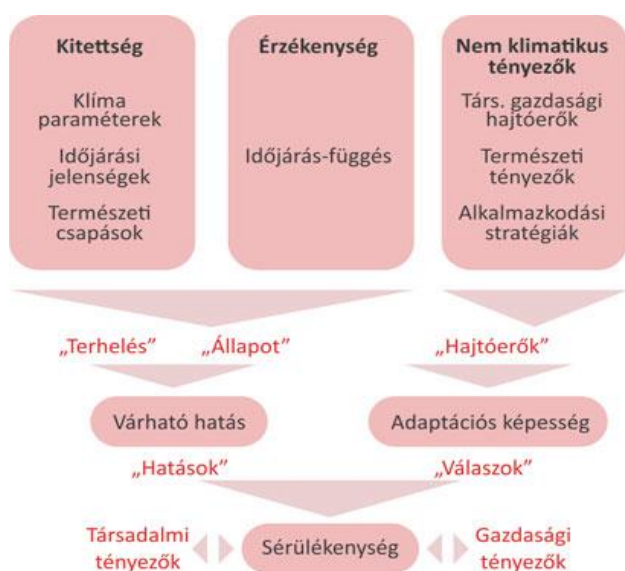 Kitettség
Klíma
paraméterek
Időjárási
jelenségek
Természeti
csapások
Érzékenység
Időjárás-függés
Nem klimatikus
tényezők
Társ. gazdasági
hajtóerők
Természeti
tényezők
Alkalmazkodási
stratégiák
„Terhelés”
„Állapot”
„Hajtóerők”
Várható hatás
Adaptációs képesség
„Hatások”
„Válaszok”
Társadalmi
tényezők
Sérülékenység
Gazdasági
tényezők